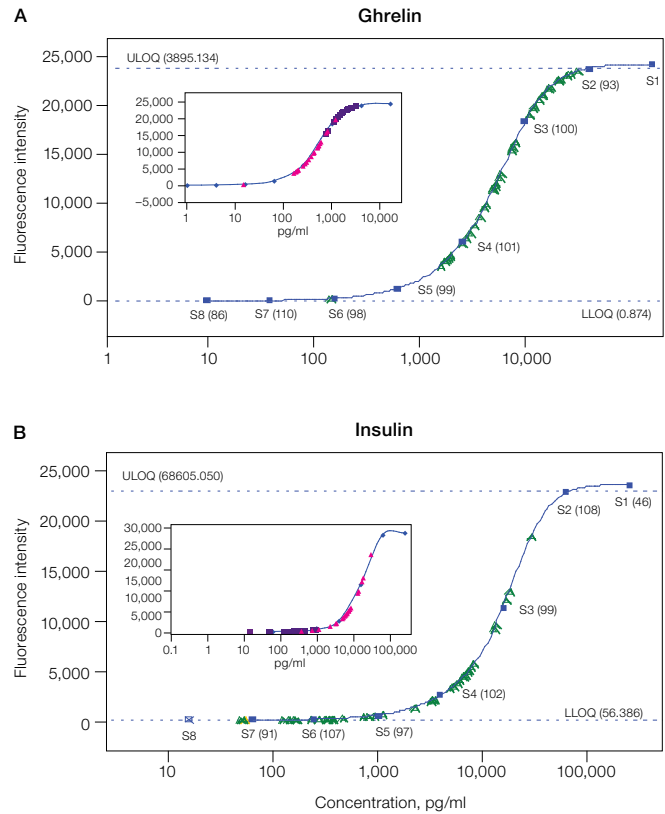 A
Ghrelin
ULOQ (3895.134)
25,000
20,000
15,000
10,000
5,000
0
Fluorescence intensity
25,000
20,000
15,000
10,000
5,000
0
–5,000
1
10
100
1,000
10,000
pg/ml
S1
S2 (93)
S3 (100)
S4 (101)
S5 (99)
S6 (98)
S7 (110)
S8 (86)
LLOQ (0.874)
1
10
100
1,000
10,000
B
Insulin
ULOQ (68605.050)
25,000
20,000
15,000
10,000
5,000
0
Fluorescence intensity
30,000
25,000
20,000
15,000
10,000
5,000
0
0.1
1
10
100
1,000
10,000
100,000
pg/ml
S1 (46)
S2 (108)
S3 (99)
S4 (102)
S5 (97)
S6 (107)
S7 (91)
S8
LLOQ (56.386)
10
100
1,000
10,000
100,000
Concentration, pg/ml